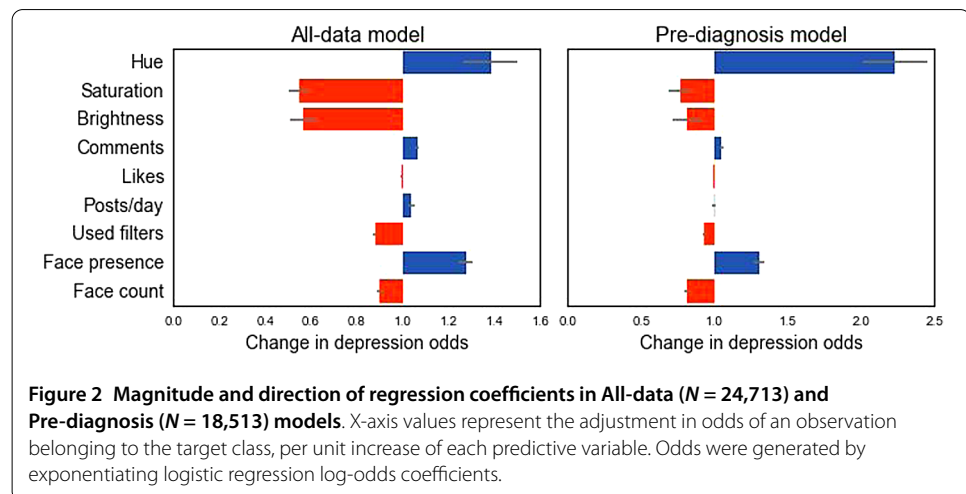 All-data model
Pre-diagnosis model
Hue
Saturation
Brightness
Comments
Likes
Posts/day
Used filters
Face presence
Face count
0.0 0.2 0.4 0.6 0.8 1.0 1.2 1.4 1.6
0.0 0.5 1.0 1.5 2.0 2.5
Change in depression odds
Change in depression odds
Figure 2 Magnitude and direction of regression coefficients in All-data (N = 24,713) and
Pre-diagnosis (N = 18,513) models. X-axis values represent the adjustment in odds of an observation
belonging to the target class, per unit increase of each predictive variable. Odds were generated by
exponentiating logistic regression log-odds coefficients.